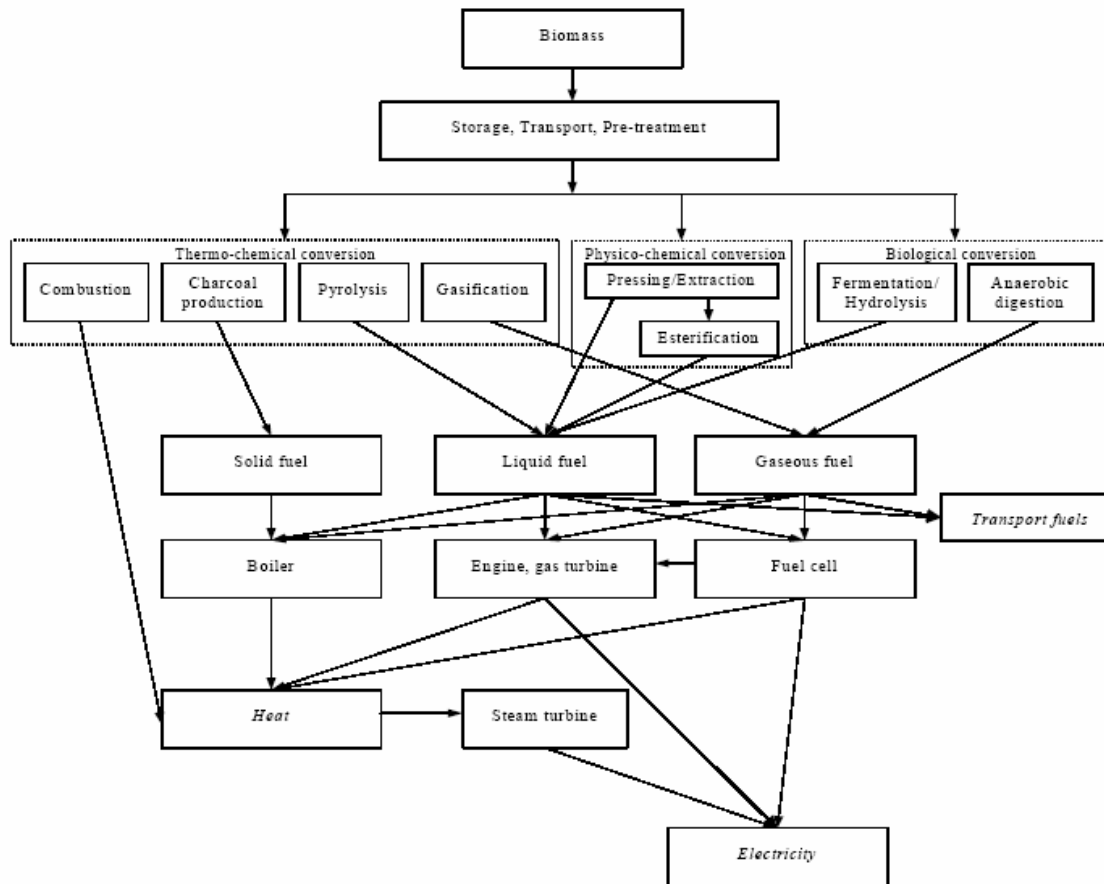 Biomass
Storage, Transport, Pre-treatment
Thermo-chemical conversion
Physico-chemical conversion
Biological conversion
Combustion
Charcoal
production
Pyrolysis
Gasification
Pressing/Extraction
Esterification
Fermentation/
Hydrolysis
Anaerobic
digestion
Solid fuel
Liquid fuel
Gaseous fuel
Transport fuels
Boiler
Engine, gas turbine
Fuel cell
Heat
Steam turbine
Electricity